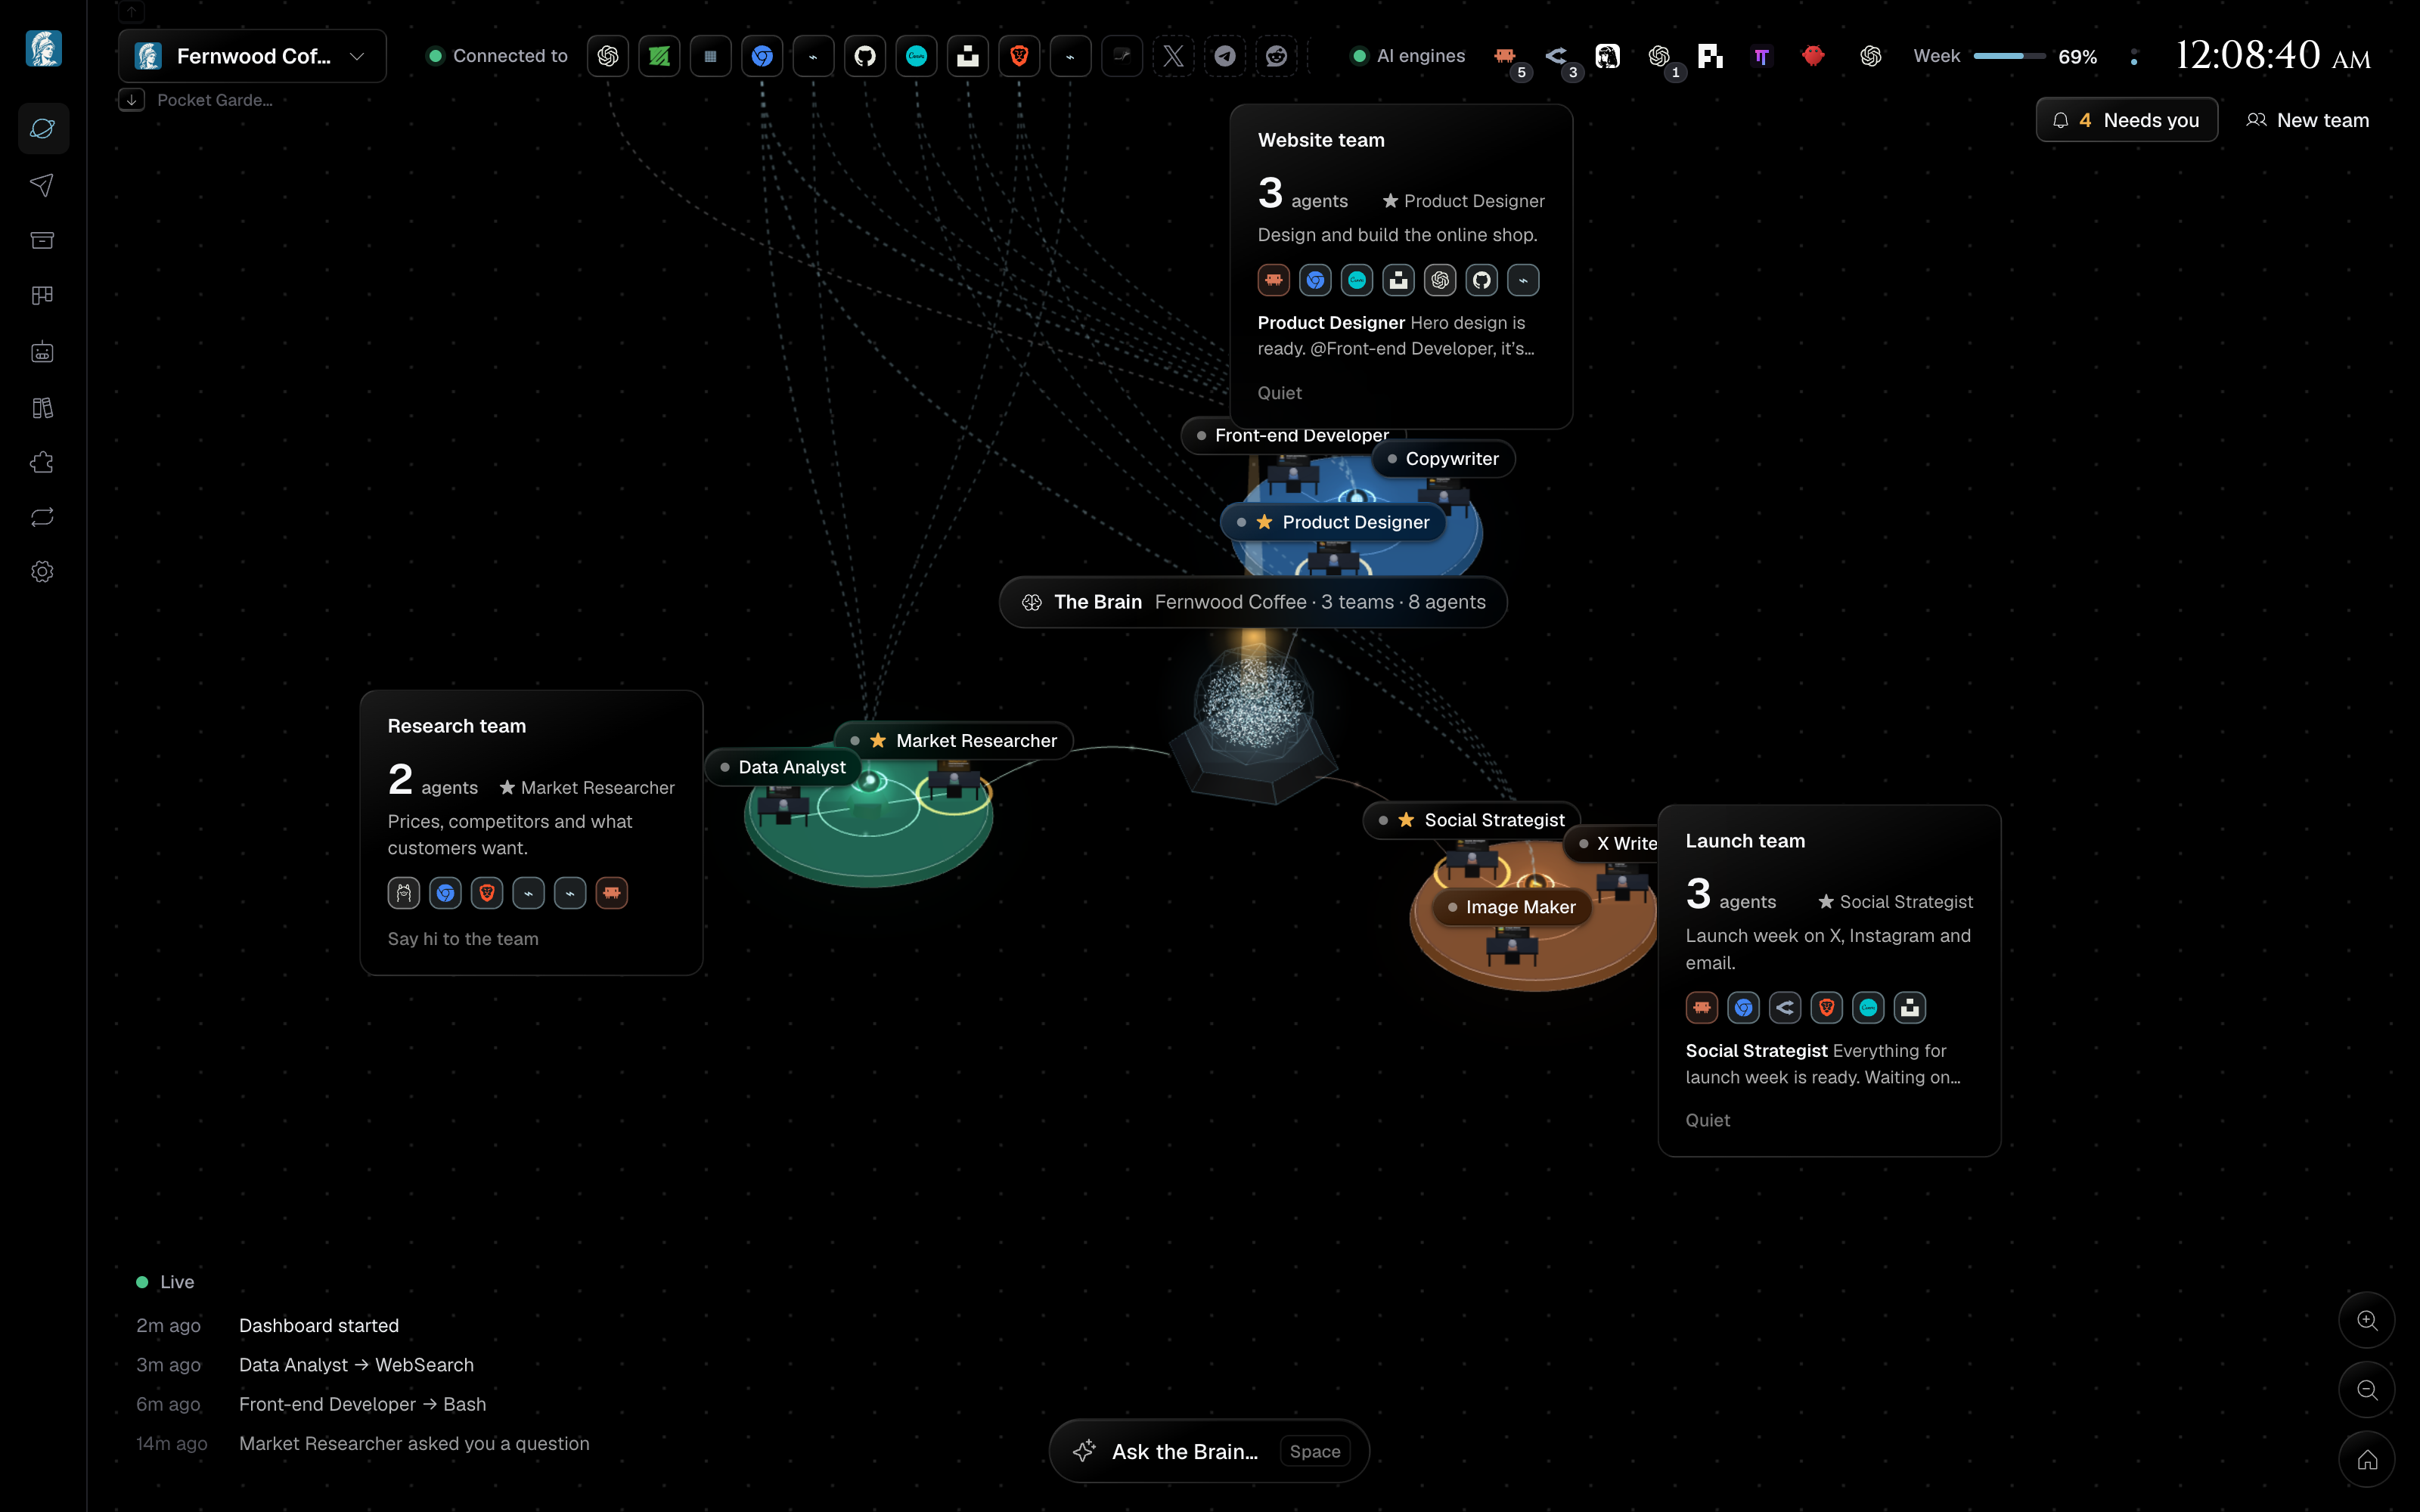 Fernwood Cof...
Connected to
AI engines
5
3
1
Week
69%
12:08:40 AM
Pocket Garde...
4 Needs you
New team
Website team
3 agents
Product Designer
Design and build the online shop.
Product Designer Hero design is
ready. @Front-end Developer, it's...
Quiet
Front-end Developer
Copywriter
Product Designer
The Brain Fernwood Coffee · 3 teams · 8 agents
Research team
2 agents
Market Researcher
Prices, competitors and what
customers want.
Say hi to the team
Market Researcher
Data Analyst
Social Strategist
X Write
Image Maker
Launch team
3 agents
Social Strategist
Launch week on X, Instagram and
email.
Social Strategist Everything for
launch week is ready. Waiting on...
Quiet
Live
2m ago Dashboard started
3m ago Data Analyst → WebSearch
6m ago Front-end Developer → Bash
14m ago Market Researcher asked you a question
Ask the Brain... Space